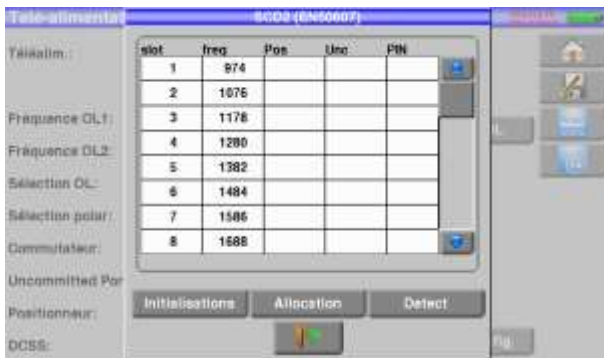 Télé-alimentat
SCD2 (EN50607)
Téléalim.:
slot freq Pos Unc PIN
1 974
2 1076
3 1178
4 1280
5 1382
6 1484
7 1586
8 1688
Fréquence OL1:
Fréquence OL2:
Sélection OL:
Sélection polar:
Commutateur:
Uncommitted Por
Positionneur:
DCSS:
Initialisations Allocation Detect